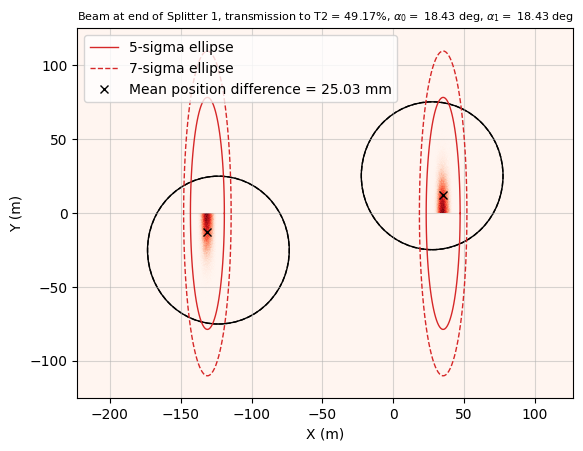 Beam at end of Splitter 1, transmission to T2 = 49.17%, α₀ = 18.43 deg, α₁ = 18.43 deg
5-sigma ellipse
7-sigma ellipse
Mean position difference = 25.03 mm
100
50
0
−50
−100
Y (m)
−200 −150 −100 −50 0 50 100
X (m)